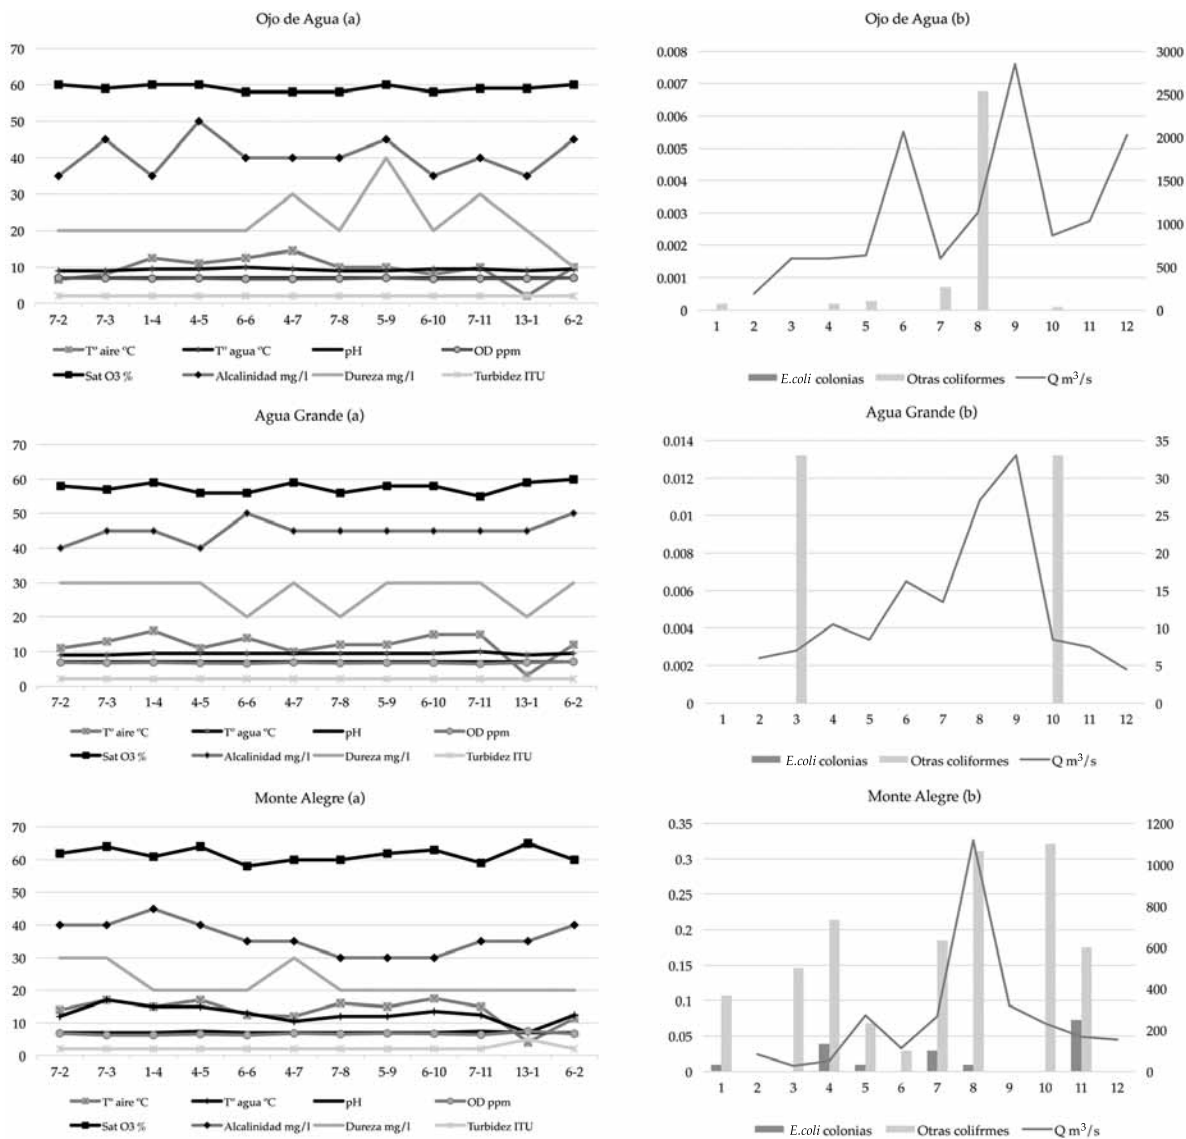 Ojo de Agua (a)
70
60
50
40
30
20
10
0
7-2 7-3 1-4 4-5 6-6 4-7 7-8 5-9 6-10 7-11 13-1 6-2
Tº aire ºC Tº agua ºC pH OD ppm
Sat O3 % Alcalinidad mg/l Dureza mg/l Turbidez ITU
Ojo de Agua (b)
0.008 3000
0.007 2500
0.006
0.005 2000
0.004 1500
0.003
0.002 1000
0.001 500
0 0
1 2 3 4 5 6 7 8 9 10 11 12
E.coli colonias Otras coliformes Q m³/s
Agua Grande (a)
70
60
50
40
30
20
10
0
7-2 7-3 1-4 4-5 6-6 4-7 7-8 5-9 6-10 7-11 13-1 6-2
Tº aire ºC Tº agua ºC pH OD ppm
Sat O3 % Alcalinidad mg/l Dureza mg/l Turbidez ITU
Agua Grande (b)
0.014 35
0.012 30
0.01 25
0.008 20
0.006 15
0.004 10
0.002 5
0 0
1 2 3 4 5 6 7 8 9 10 11 12
E.coli colonias Otras coliformes Q m³/s
Monte Alegre (a)
70
60
50
40
30
20
10
0
7-2 7-3 1-4 4-5 6-6 4-7 7-8 5-9 6-10 7-11 13-1 6-2
Tº aire ºC Tº agua ºC pH OD ppm
Sat O3 % Alcalinidad mg/l Dureza mg/l Turbidez ITU
Monte Alegre (b)
0.35 1200
0.3 1000
0.25 800
0.2
0.15 600
0.1 400
0.05 200
0 0
1 2 3 4 5 6 7 8 9 10 11 12
E.coli colonias Otras colifrmes Q m³/s